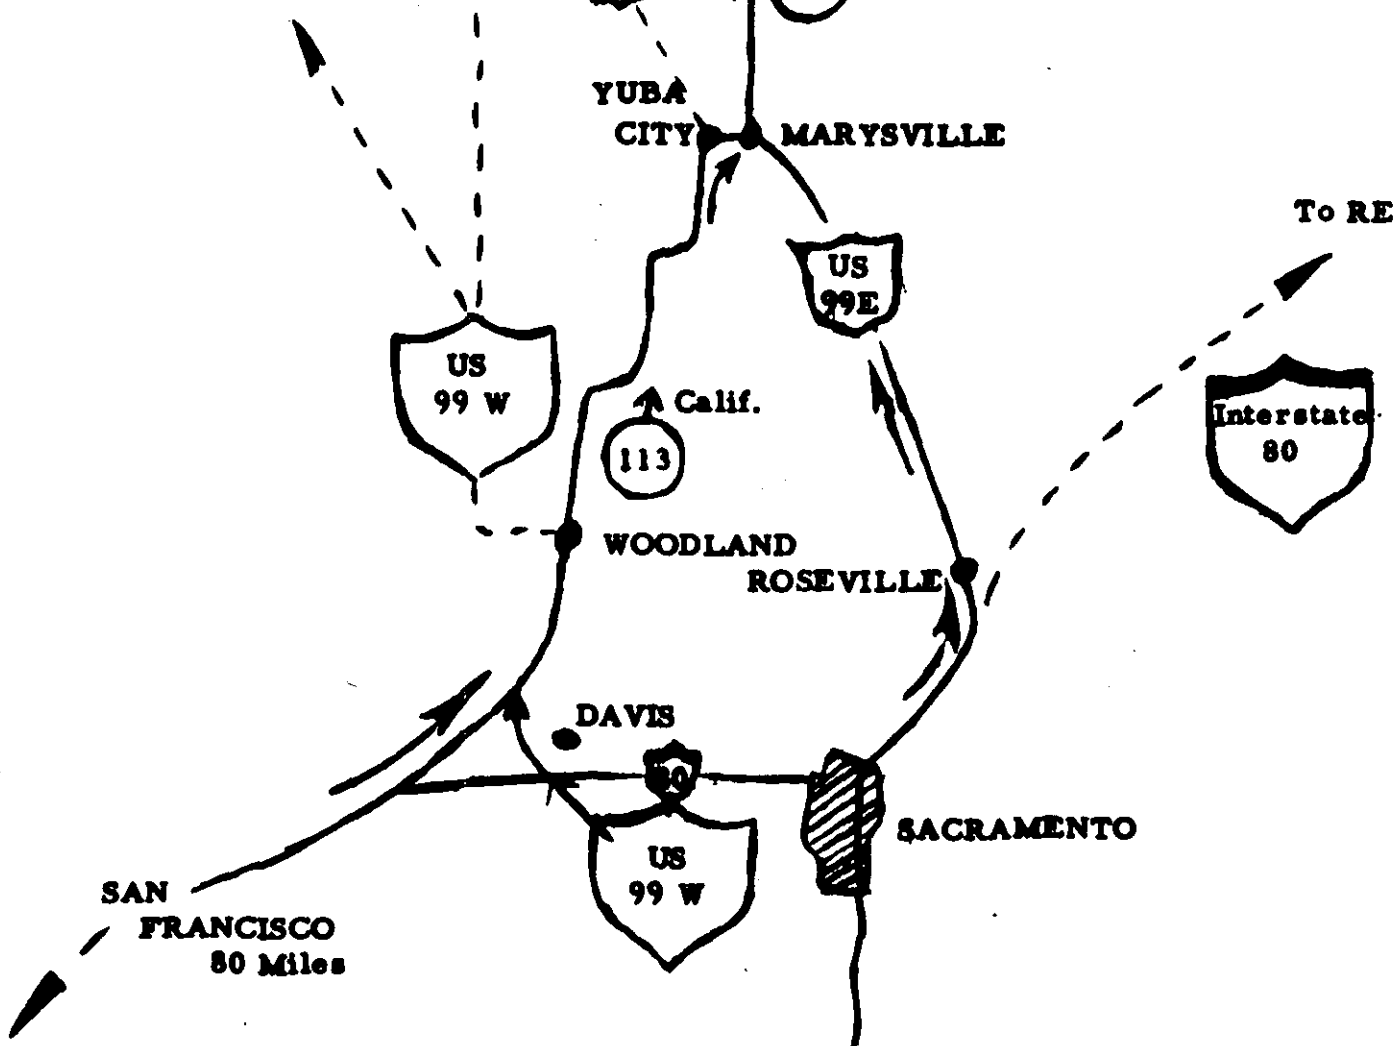 YUBA
CITY
MARYSVILLE
To RE
US
99E
US
99 W
Calif.
113
Interstate
80
WOODLAND
ROSEVILLE
DAVIS
80
SACRAMENTO
US
99 W
SAN
FRANCISCO
80 Miles